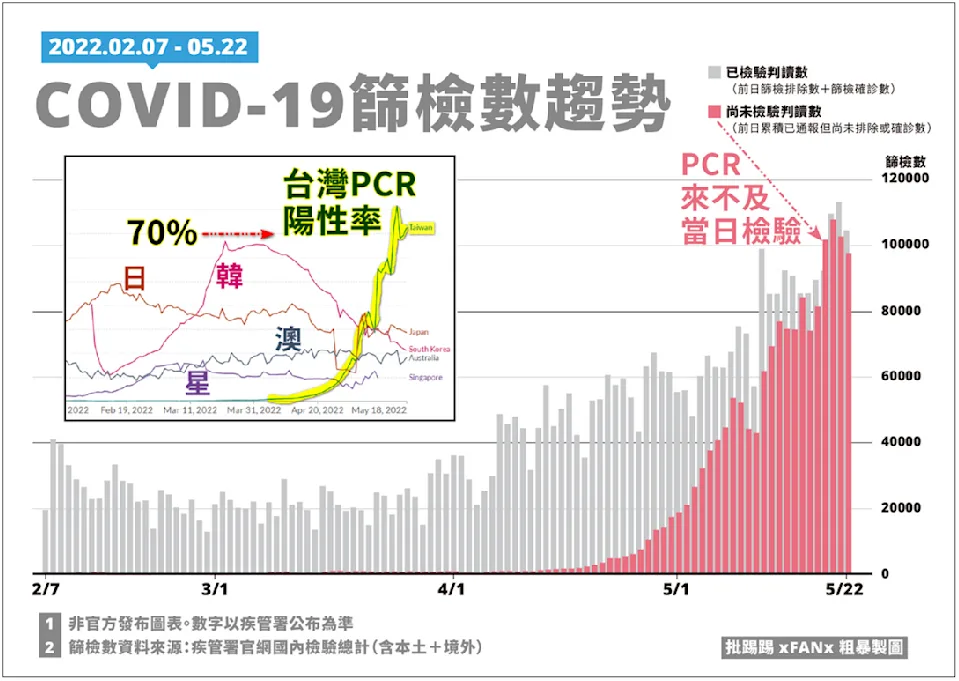 2022.02.07 - 05.22
COVID-19篩檢數趨勢
已檢驗判讀數
(前日篩檢排除數+篩檢確診數)
尚未檢驗判讀數
(前日累積已通報但尚未排除或確診數)
PCR
來不及
當日檢驗
篩檢數
120000
100000
80000
60000
40000
20000
0
台灣PCR
陽性率
70%
日
韓
澳
星
Taiwan
Japan
South Korea
Australia
Singapore
2022
Feb 19, 2022
Mar 11, 2022
Mar 31, 2022
Apr 20, 2022
May 18, 2022
2/7
3/1
4/1
5/1
5/22
1 非官方發布圖表。數字以疾管署公布為準
2 篩檢數資料來源:疾管署官網國內檢驗總計(含本土+境外)
批踢踢 xFANx 粗暴製圖